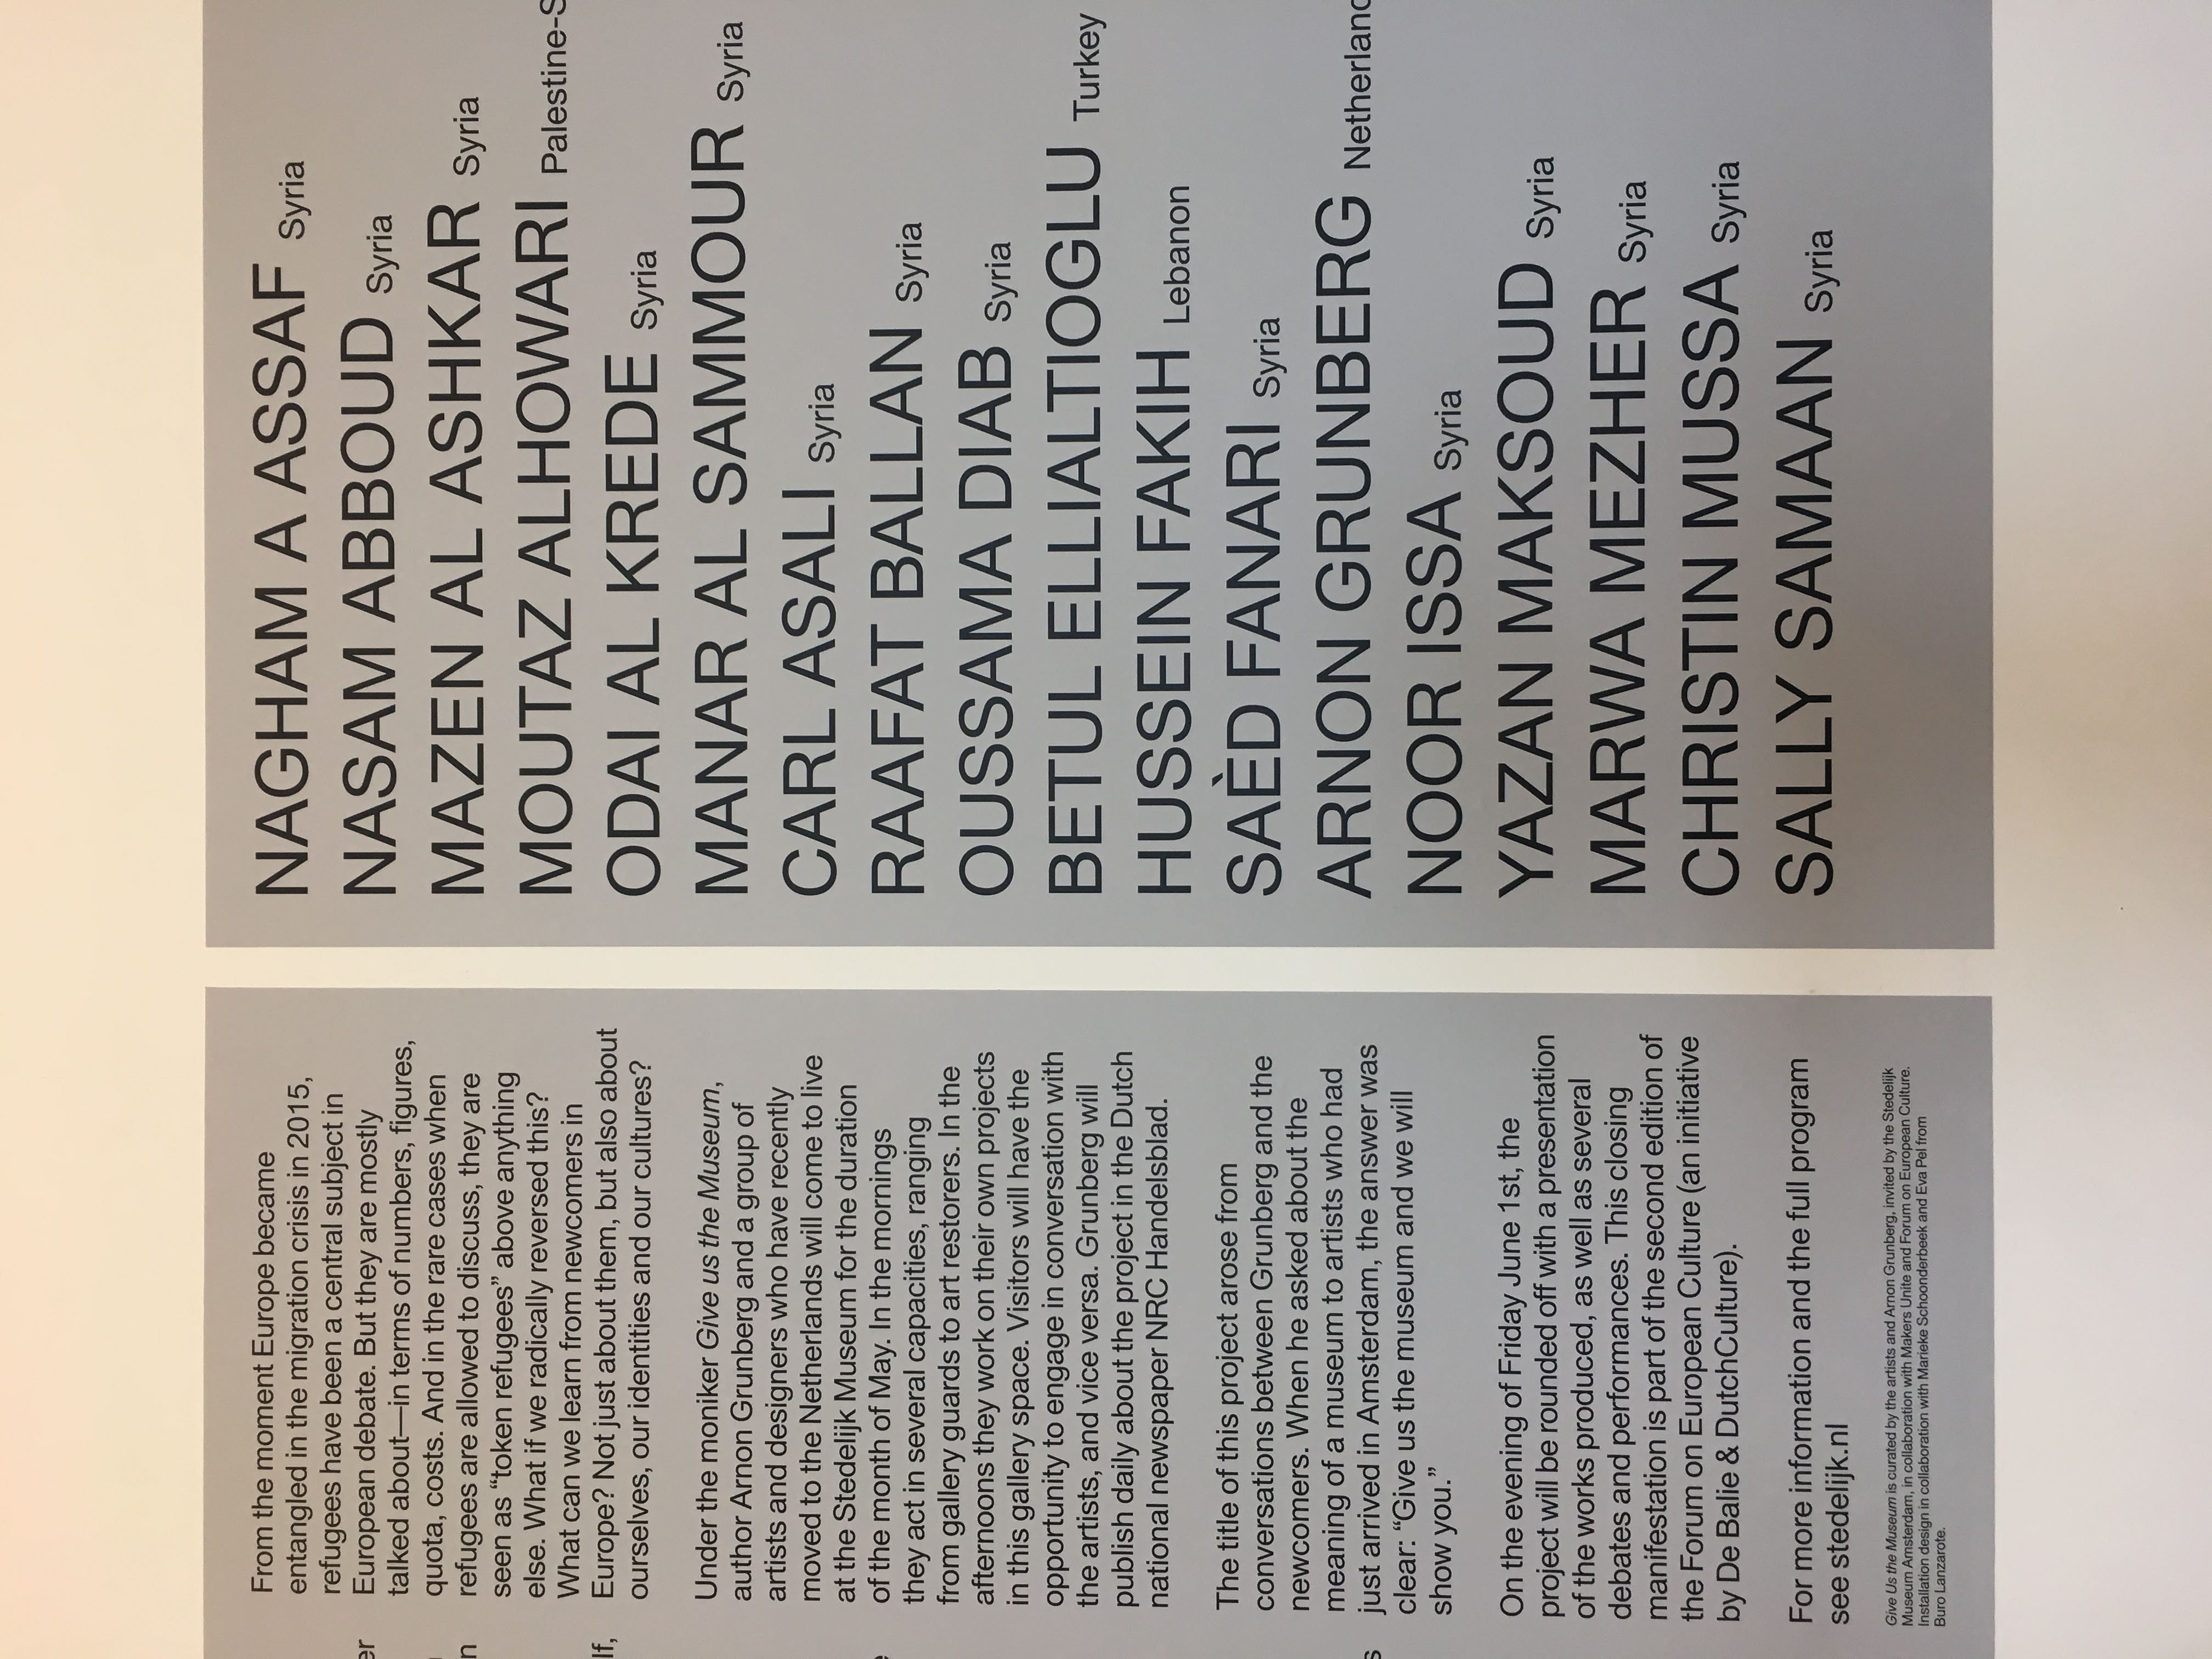 From the moment Europe became
entangled in the migration crisis in 2015,
refugees have been a central subject in
European debate. But they are mostly
talked about—in terms of numbers, figures,
quota, costs. And in the rare cases when
refugees are allowed to discuss, they are
seen as “token refugees” above anything
else. What if we radically reversed this?
What can we learn from newcomers in
Europe? Not just about them, but also about
ourselves, our identities and our cultures?
Under the moniker Give us the Museum,
author Arnon Grunberg and a group of
artists and designers who have recently
moved to the Netherlands will come to live
at the Stedelijk Museum for the duration
of the month of May. In the mornings
they act in several capacities, ranging
from gallery guards to art restorers. In the
afternoons they work on their own projects
in this gallery space. Visitors will have the
opportunity to engage in conversation with
the artists, and vice versa. Grunberg will
publish daily about the project in the Dutch
national newspaper NRC Handelsblad.
The title of this project arose from
conversations between Grunberg and the
newcomers. When he asked about the
meaning of a museum to artists who had
just arrived in Amsterdam, the answer was
clear: “Give us the museum and we will
show you.”
On the evening of Friday June 1st, the
project will be rounded off with a presentation
of the works produced, as well as several
debates and performances. This closing
manifestation is part of the second edition of
the Forum on European Culture (an initiative
by De Balie & DutchCulture).
For more information and the full program
see stedelijk.nl
Give Us the Museum is curated by the artists and Arnon Grunberg, invited by the Stedelijk
Museum Amsterdam, in collaboration with Makers Unite and Forum on European Culture.
Installation design in collaboration with Marieke Schoonderbeek and Eva Pel from
Buro Lanzarote.
NAGHAM A ASSAF Syria
NASAM ABBOUD Syria
MAZEN AL ASHKAR Syria
MOUTAZ ALHOWARI Palestine-S
ODAI AL KREDE Syria
MANAR AL SAMMOUR Syria
CARL ASALI Syria
RAAFAT BALLAN Syria
OUSSAMA DIAB Syria
BETUL ELLIALTIOGLU Turkey
HUSSEIN FAKIH Lebanon
SAÈD FANARI Syria
ARNON GRUNBERG Netherland
NOOR ISSA Syria
YAZAN MAKSOUD Syria
MARWA MEZHER Syria
CHRISTIN MUSSA Syria
SALLY SAMAAN Syria